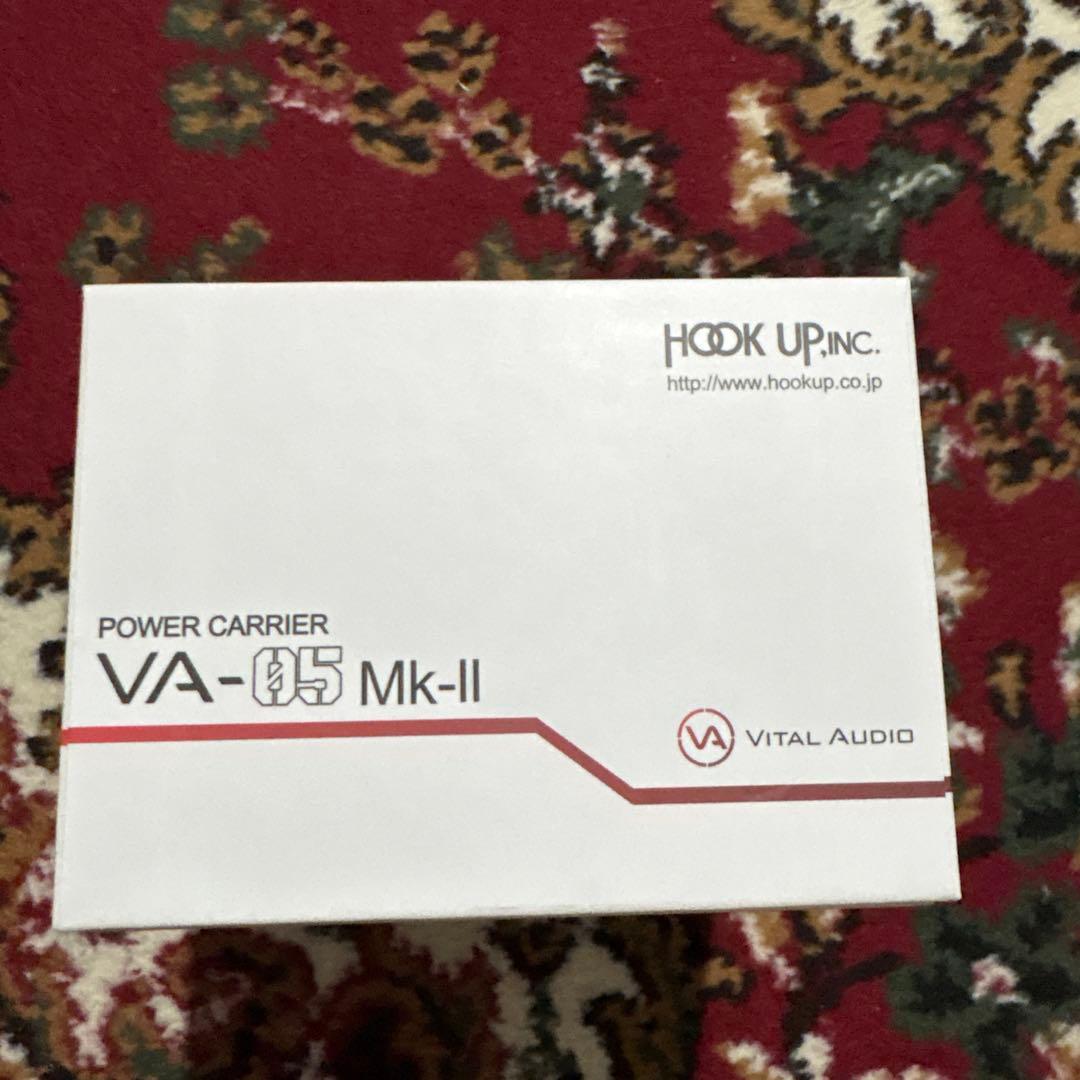 HOOK UP,INC.
http://www.hookup.co.jp
POWER CARRIER
VA-05 Mk-II
VA VITAL AUDIO